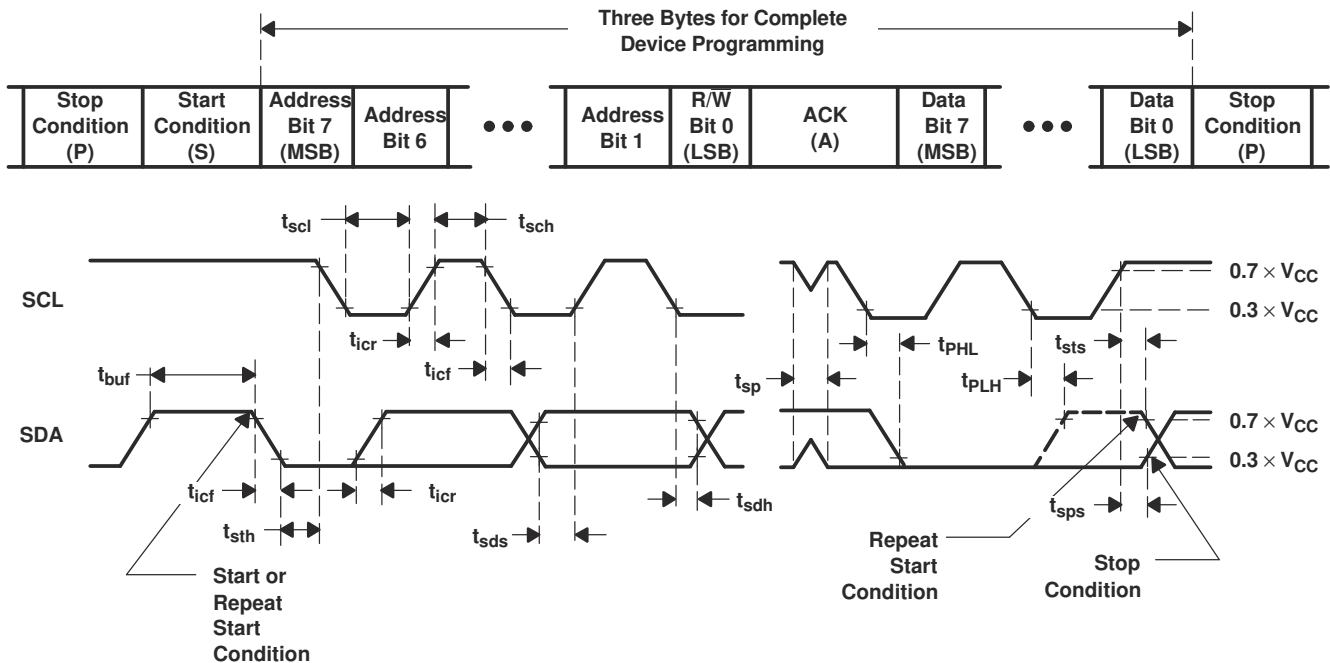 Three Bytes for Complete
Device Programming
Stop
Condition
(P)
Start
Condition
(S)
Address
Bit 7
(MSB)
Address
Bit 6
•••
Address
Bit 1
R/W̅
Bit 0
(LSB)
ACK
(A)
Data
Bit 7
(MSB)
•••
Data
Bit 0
(LSB)
Stop
Condition
(P)
tscl
tsch
0.7 × VCC
SCL
0.3 × VCC
ticr
tPHL
tsts
tbuf
ticf
tsp
tPLH
0.7 × VCC
SDA
0.3 × VCC
ticf
ticr
tsdh
tsps
tsth
tsds
Start or
Repeat
Start
Condition
Repeat
Start
Condition
Stop
Condition